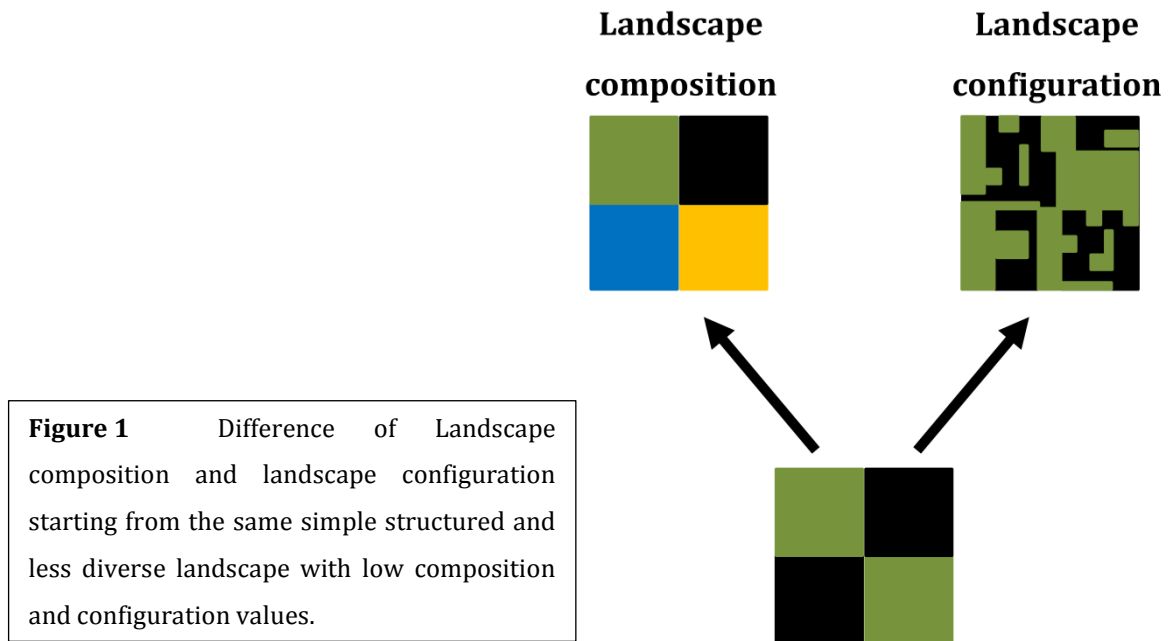 Landscape
composition
Landscape
configuration
Figure 1 Difference of Landscape
composition and landscape configuration
starting from the same simple structured and
less diverse landscape with low composition
and configuration values.